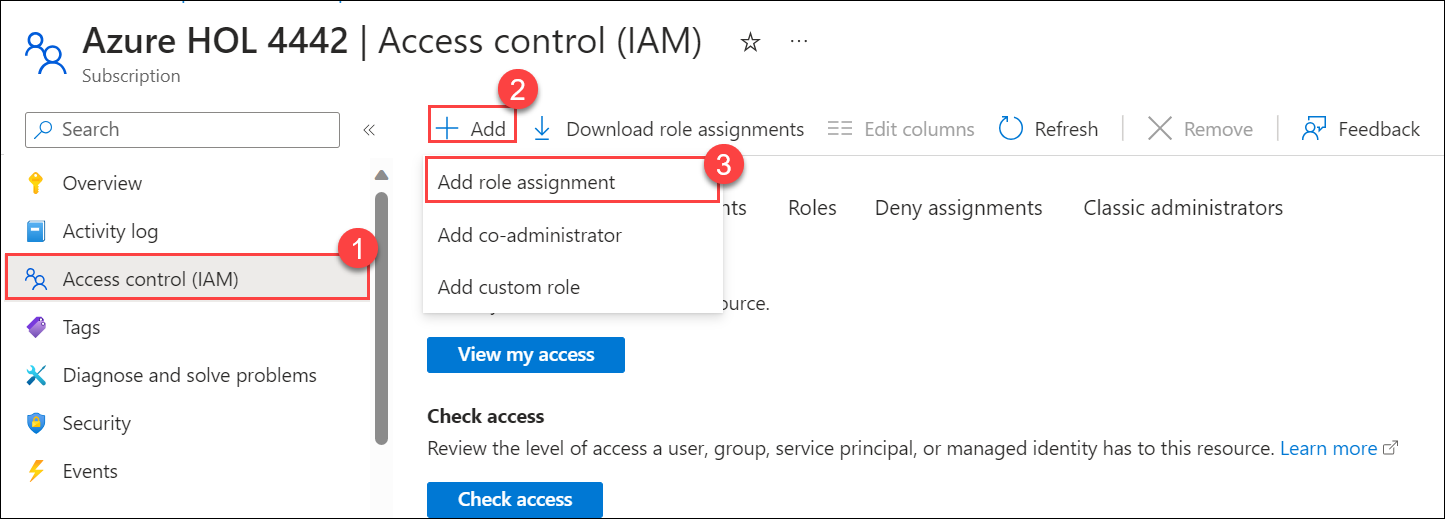 Azure HOL 4442 | Access control (IAM) ☆ ...
Subscription
2
Search «
+ Add Download role assignments Edit columns Refresh Remove Feedback
3
Overview
Add role assignment
nts Roles Deny assignments Classic administrators
Activity log
Add co-administrator
1
Access control (IAM)
Add custom role
ource.
Tags
View my access
Diagnose and solve problems
Check access
Security
Review the level of access a user, group, service principal, or managed identity has to this resource. Learn more
Events
Check access